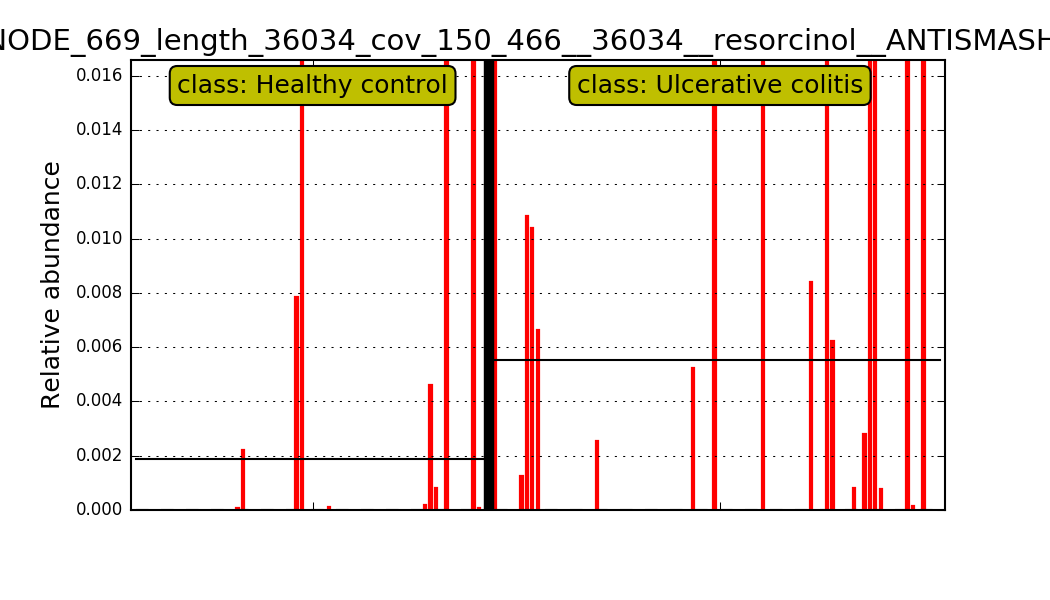 NODE_669_length_36034_cov_150_466__36034__resorcinol__ANTISMASH
class: Healthy control
class: Ulcerative colitis
Relative abundance
0.016
0.014
0.012
0.010
0.008
0.006
0.004
0.002
0.000